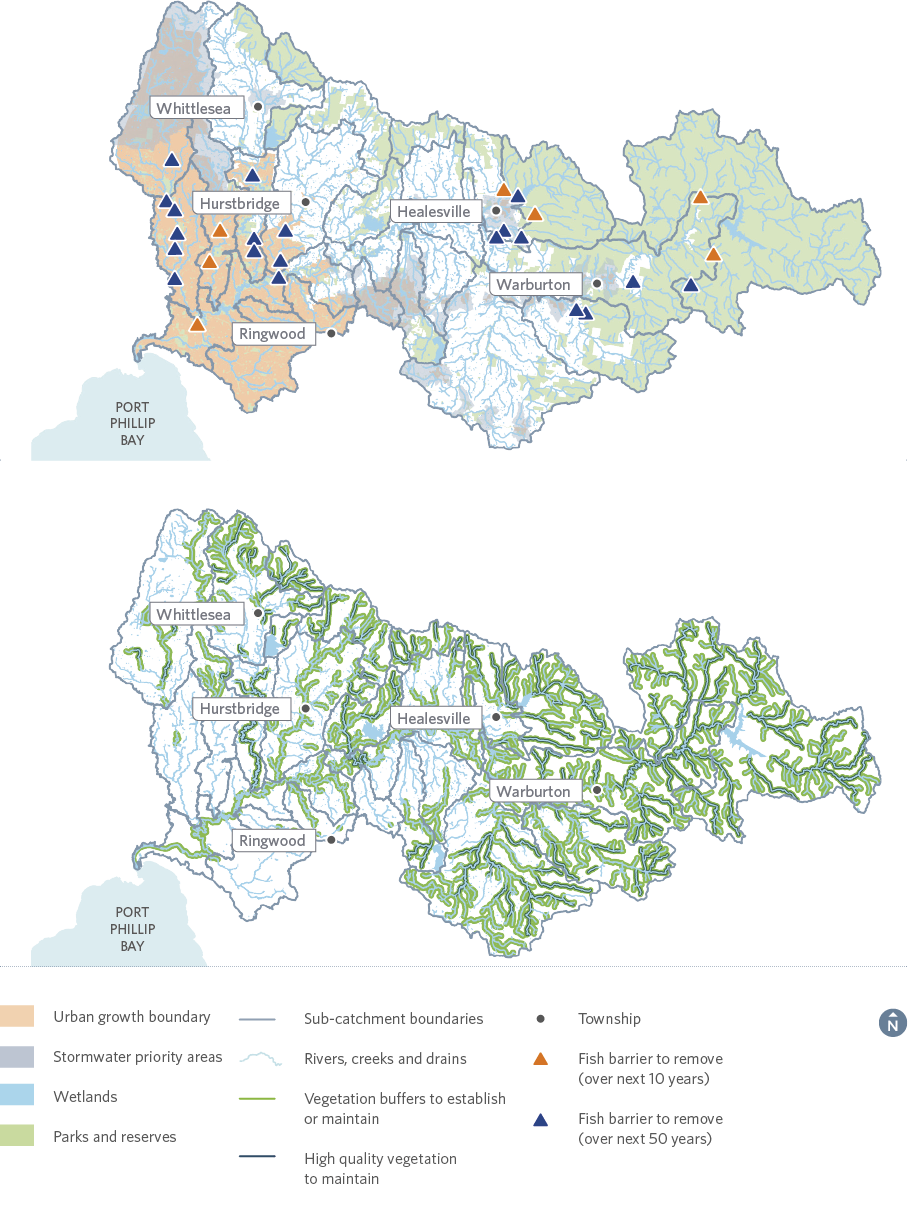 Whittlesea
Hurstbridge
Healesville
Warburton
Ringwood
PORT
PHILLIP
BAY
Whittlesea
Hurstbridge
Healesville
Warburton
Ringwood
PORT
PHILLIP
BAY
Urban growth boundary
Stormwater priority areas
Wetlands
Parks and reserves
Sub-catchment boundaries
Rivers, creeks and drains
Vegetation buffers to establish
or maintain
High quality vegetation
to maintain
Township
Fish barrier to remove
(over next 10 years)
Fish barrier to remove
(over next 50 years)
N